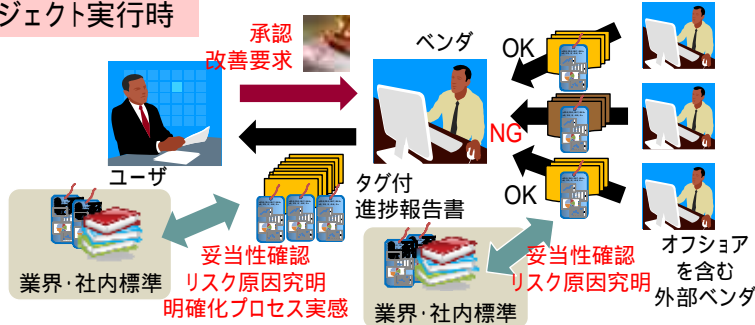 ジェクト実行時
承認
改善要求
ベンダ
OK
NG
OK
ユーザ
タグ付
進捗報告書
妥当性確認
リスク原因究明
明確化プロセス実感
業界・社内標準
妥当性確認
リスク原因究明
業界・社内標準
オフショア
を含む
外部ベンダ